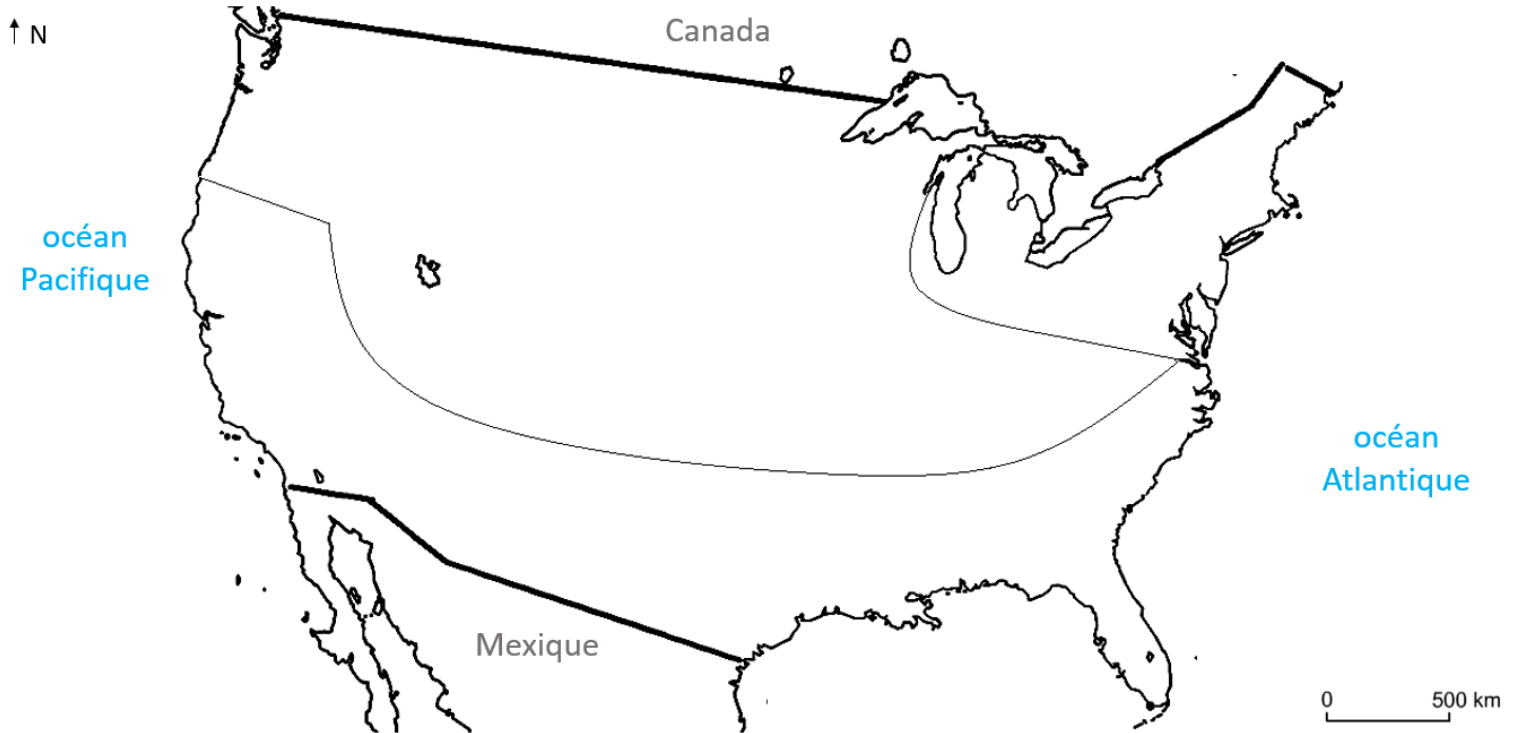 N
Canada
océan
Pacifique
océan
Atlantique
Mexique
0 500 km